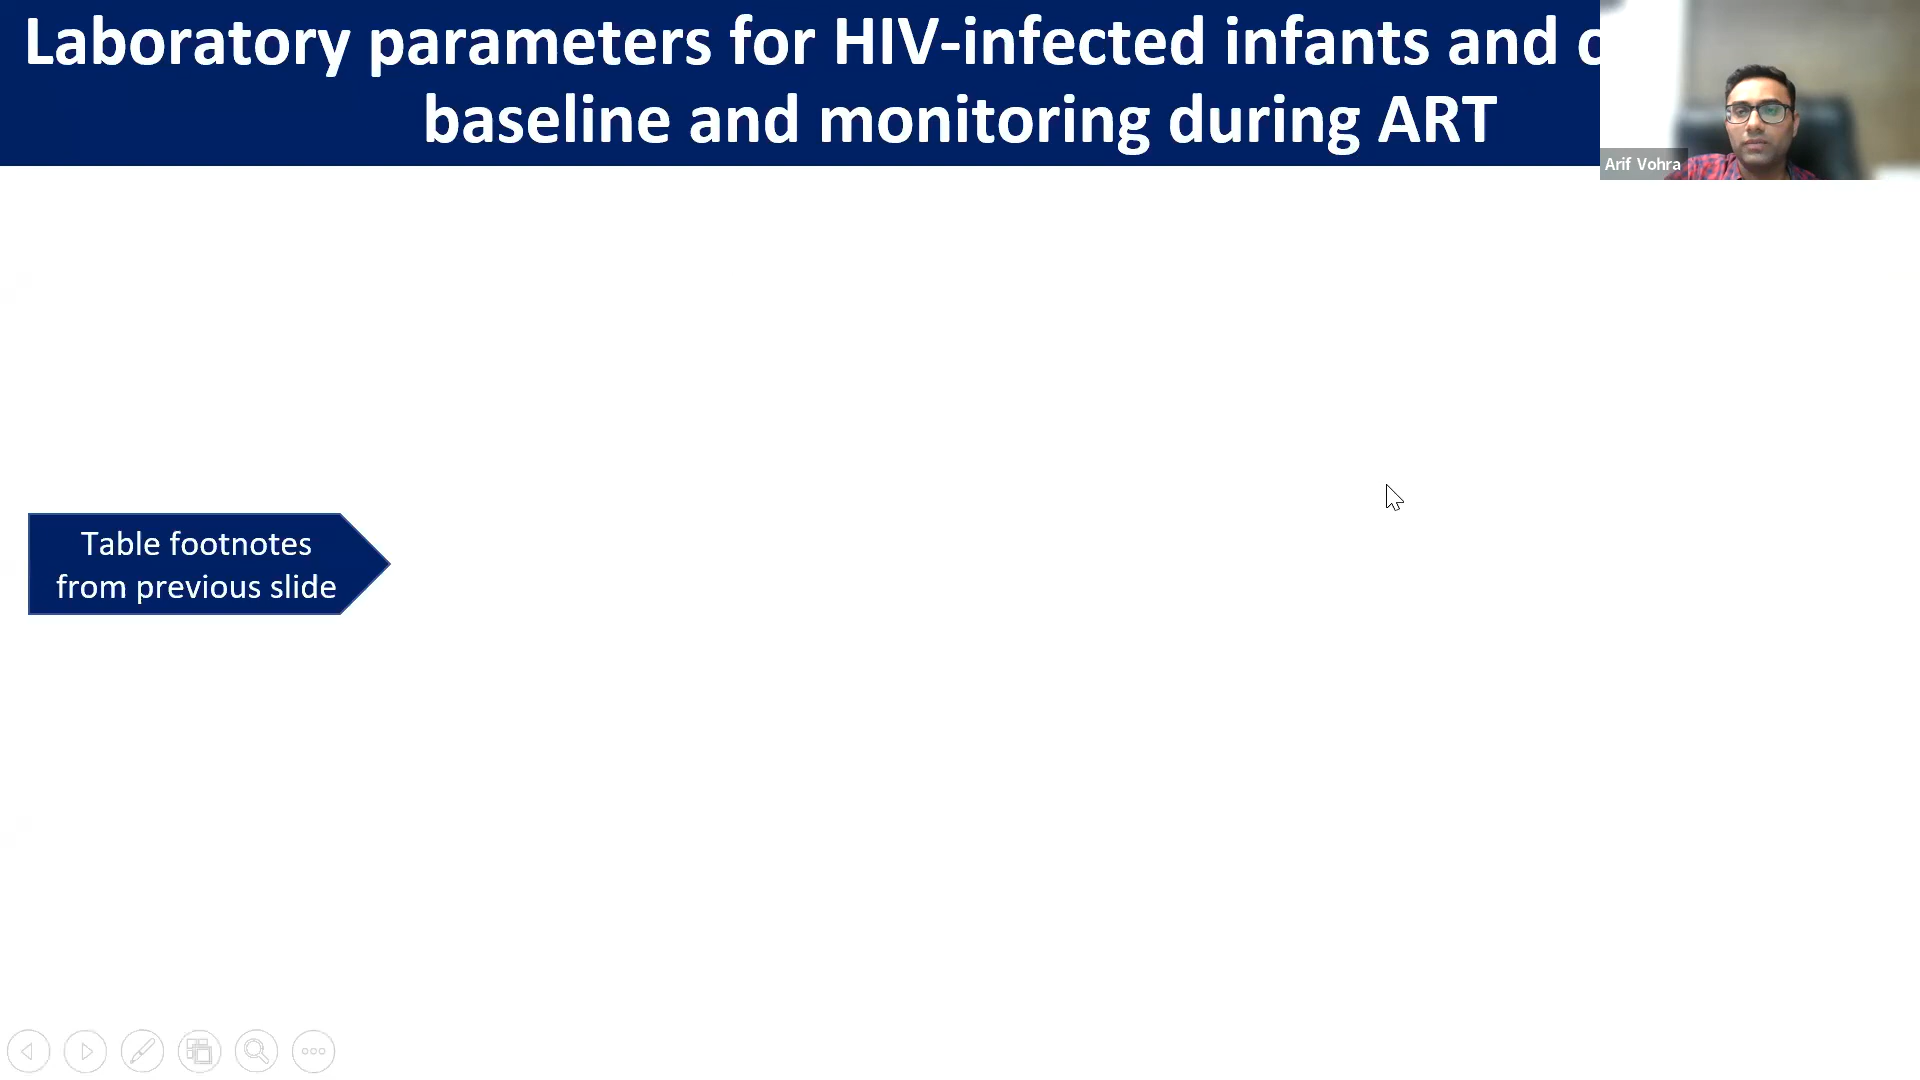 Laboratory parameters for HIV-infected infants and
baseline and monitoring during ART
Arif Vohra
Table footnotes
from previous slide